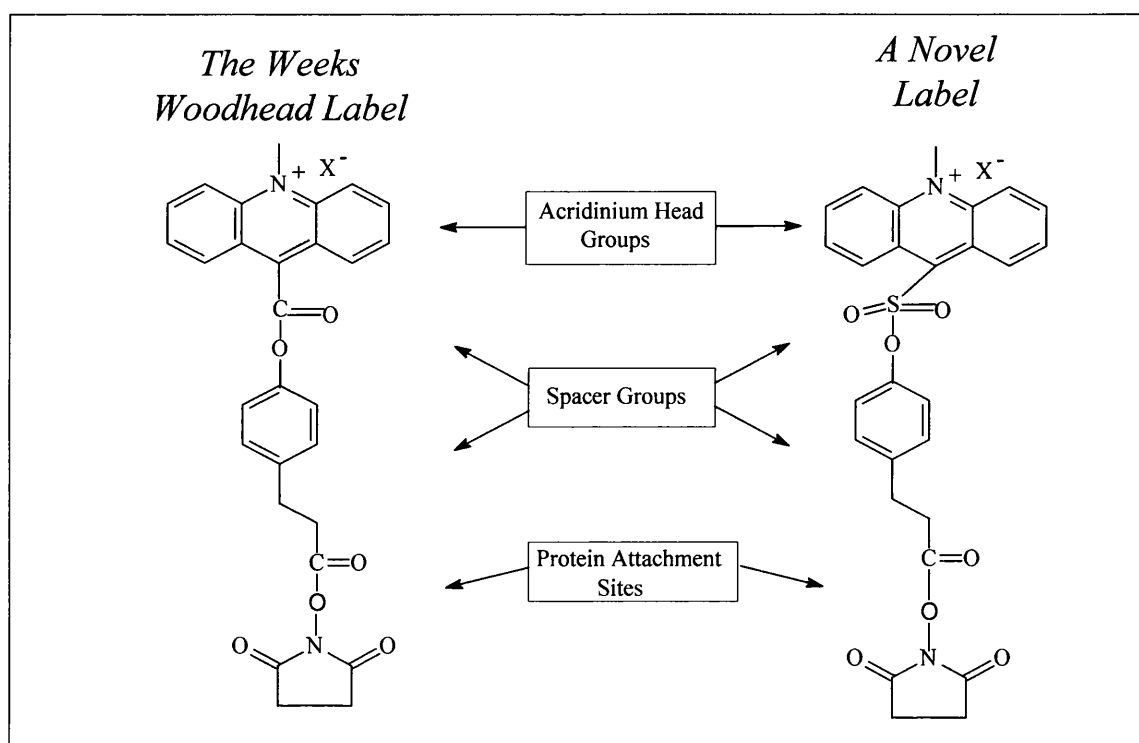 The Weeks
Woodhead Label
A Novel
Label
N + X -
N + X -
Acridinium Head
Groups
C=O
O
O=S=O
O
Spacer Groups
Protein Attachment
Sites
C=O
O
O N O
C=O
O
O N O